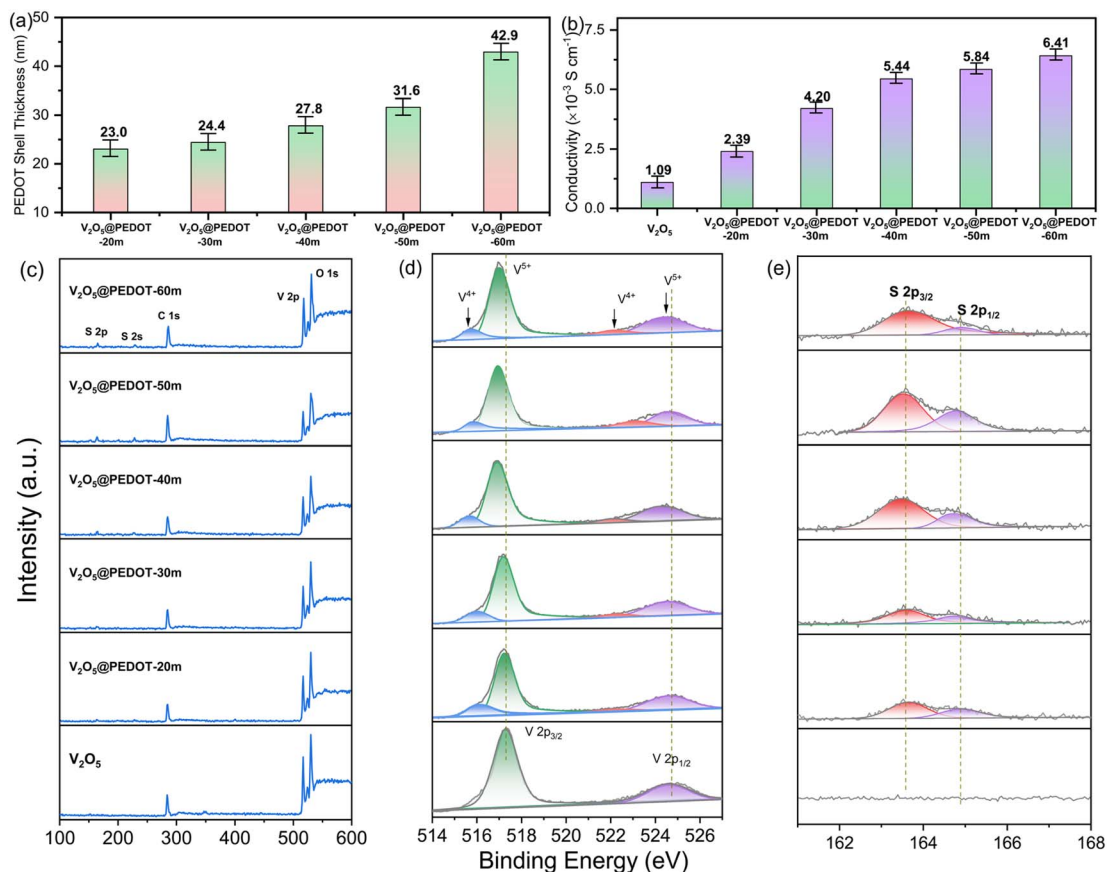 (a)
PEDOT Shell Thickness (nm)
50
40
30
20
10
23.0
24.4
27.8
31.6
42.9
V₂O₅@PEDOT
-20m
V₂O₅@PEDOT
-30m
V₂O₅@PEDOT
-40m
V₂O₅@PEDOT
-50m
V₂O₅@PEDOT
-60m
(b)
Conductivity (×10⁻³ S cm⁻¹)
7.5
5.0
2.5
0.0
1.09
2.39
4.20
5.44
5.84
6.41
V₂O₅
V₂O₅@PEDOT
-20m
V₂O₅@PEDOT
-30m
V₂O₅@PEDOT
-40m
V₂O₅@PEDOT
-50m
V₂O₅@PEDOT
-60m
(c)
Intensity (a.u.)
V₂O₅@PEDOT-60m
S 2p
S 2s
C 1s
V 2p
O 1s
V₂O₅@PEDOT-50m
V₂O₅@PEDOT-40m
V₂O₅@PEDOT-30m
V₂O₅@PEDOT-20m
V₂O₅
100 200 300 400 500 600
(d)
V⁴⁺
V⁵⁺
V⁴⁺
V⁵⁺
V 2p₃/₂
V 2p₁/₂
514 516 518 520 522 524 526
Binding Energy (eV)
(e)
S 2p₃/₂
S 2p₁/₂
162 164 166 168